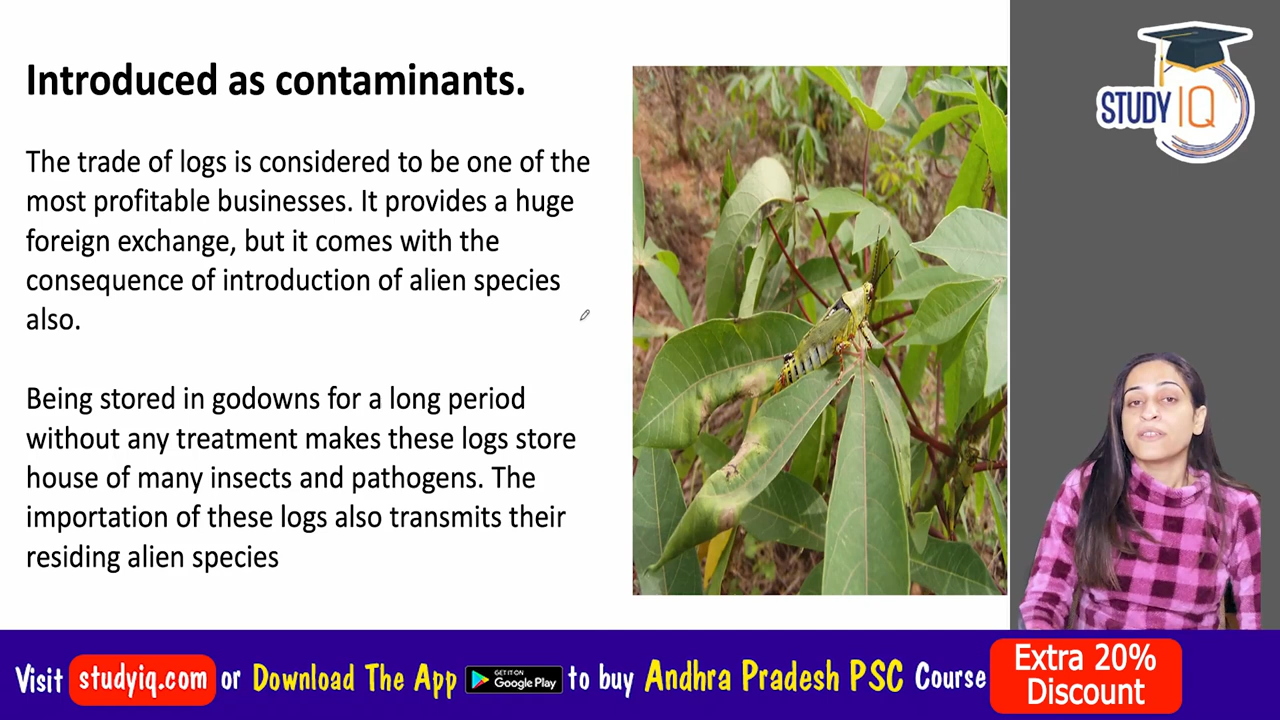 Introduced as contaminants.
The trade of logs is considered to be one of the
most profitable businesses. It provides a huge
foreign exchange, but it comes with the
consequence of introduction of alien species
also.
Being stored in godowns for a long period
without any treatment makes these logs store
house of many insects and pathogens. The
importation of these logs also transmits their
residing alien species
STUDY IQ
Visit studyiq.com or Download The App GET IT ON Google Play to buy Andhra Pradesh PSC Course
Extra 20%
Discount